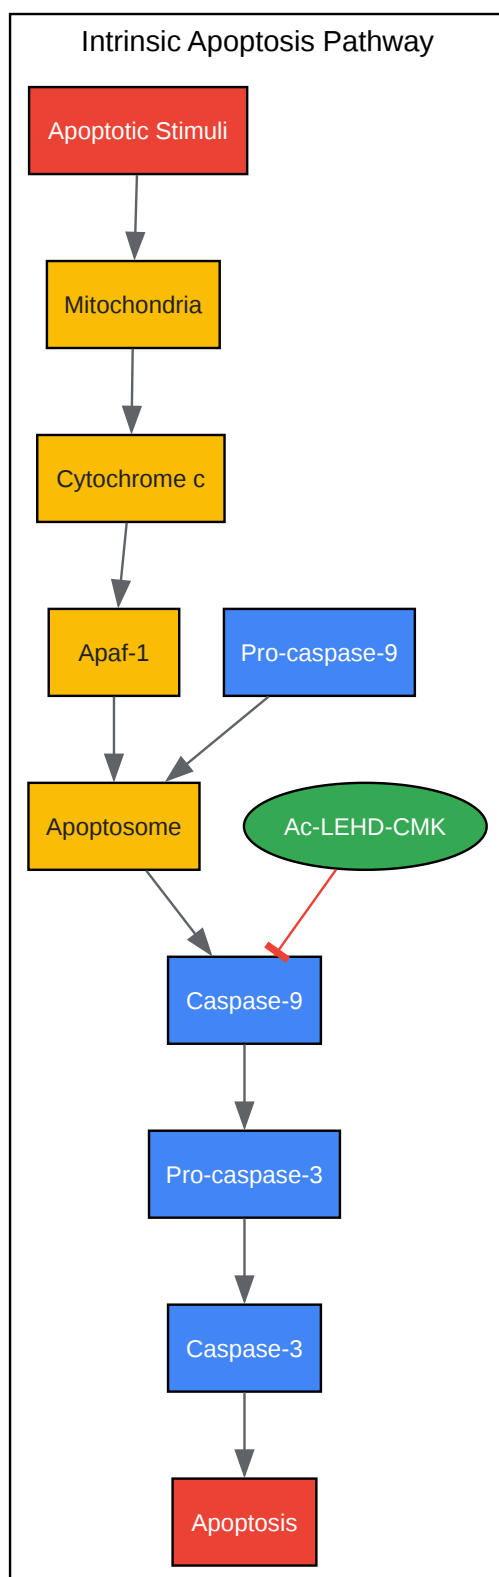 Intrinsic Apoptosis Pathway
Apoptotic Stimuli
Mitochondria
Cytochrome c
Apaf-1
Pro-caspase-9
Apoptosome
Ac-LEHD-CMK
Caspase-9
Pro-caspase-3
Caspase-3
Apoptosis